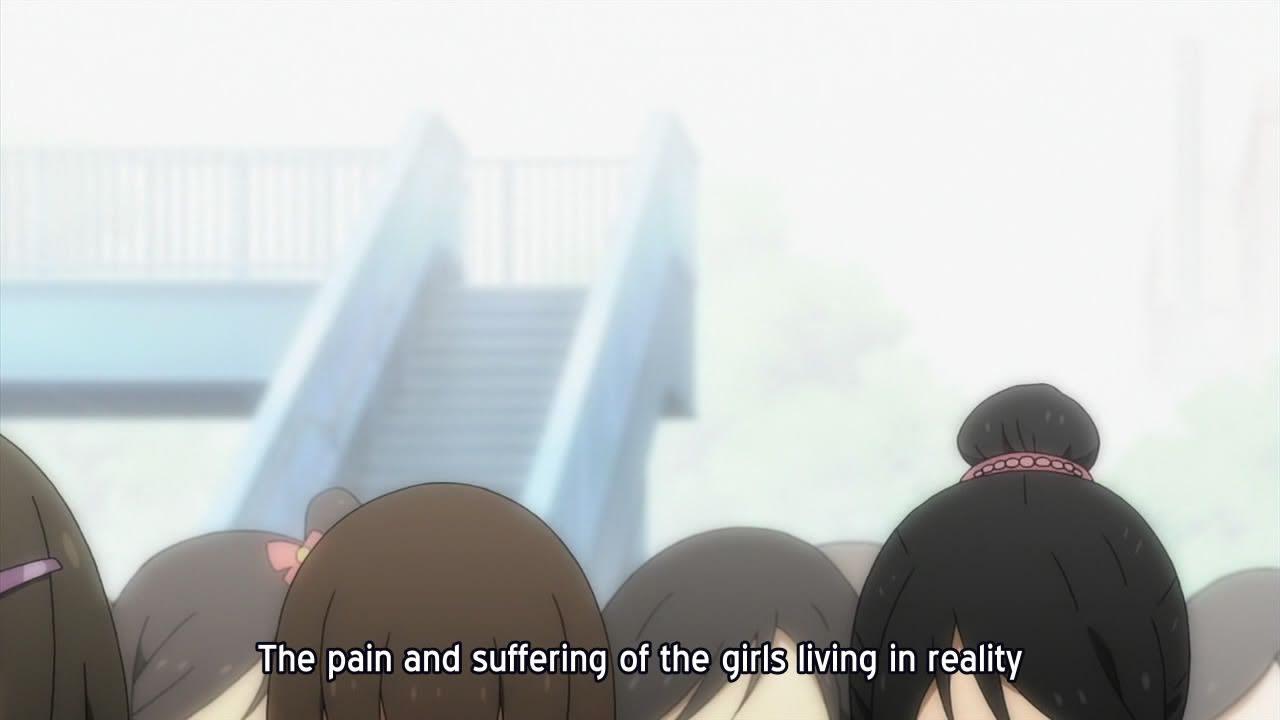 The pain and suffering of the girls living in reality